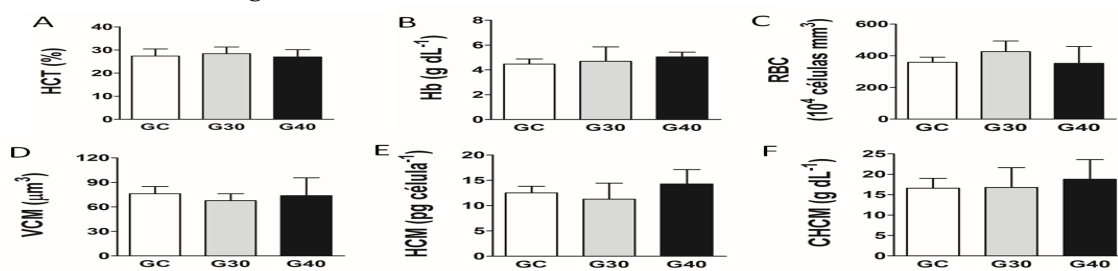 A
HCT (%)
40
30
20
10
0
GC G30 G40
B
Hb (g dL⁻¹)
8
6
4
2
0
GC G30 G40
C
RBC
(10⁴ células mm³)
600
400
200
0
GC G30 G40
D
VCM (µm³)
120
90
60
30
0
GC G30 G40
E
HCM (pg célula⁻¹)
20
15
10
5
0
GC G30 G40
F
CHCM (g dL⁻¹)
25
20
15
10
5
0
GC G30 G40